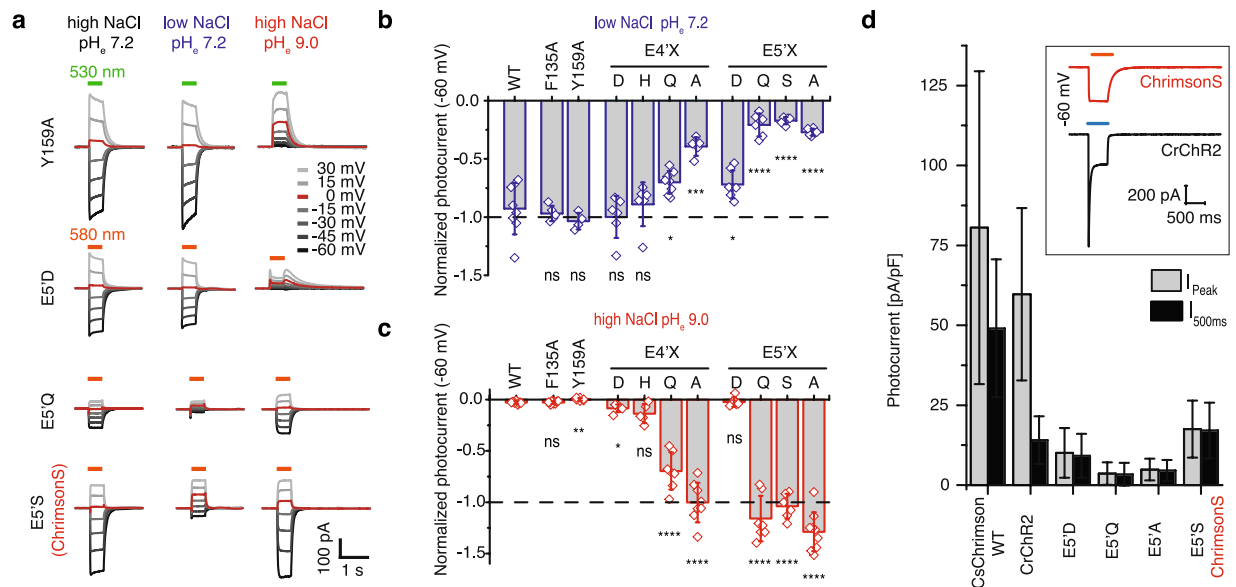 a
high NaCl
pHe 7.2
low NaCl
pHe 7.2
high NaCl
pHe 9.0
530 nm
Y159A
30 mV
15 mV
0 mV
-15 mV
-30 mV
-45 mV
-60 mV
580 nm
E5'D
E5'Q
E5'S
(ChrimsonS)
100 pA
1 s
b
low NaCl pHe 7.2
WT
F135A
Y159A
E4'X
E5'X
D H Q A D Q S A
Normalized photocurrent (-60 mV)
0.0
-0.5
-1.0
-1.5
ns ns ns ns * *** * **** **** ****
c
high NaCl pHe 9.0
WT
F135A
Y159A
E4'X
E5'X
D H Q A D Q S A
Normalized photocurrent (-60 mV)
0.0
-0.5
-1.0
-1.5
ns ** * ns **** **** ns **** **** ****
d
Photocurrent [pA/pF]
125
100
75
50
25
0
-60 mV
ChrimsonS
CrChR2
200 pA
500 ms
IPeak
I500ms
CsChrimson
WT
CrChR2
E5'D
E5'Q
E5'A
E5'S
ChrimsonS